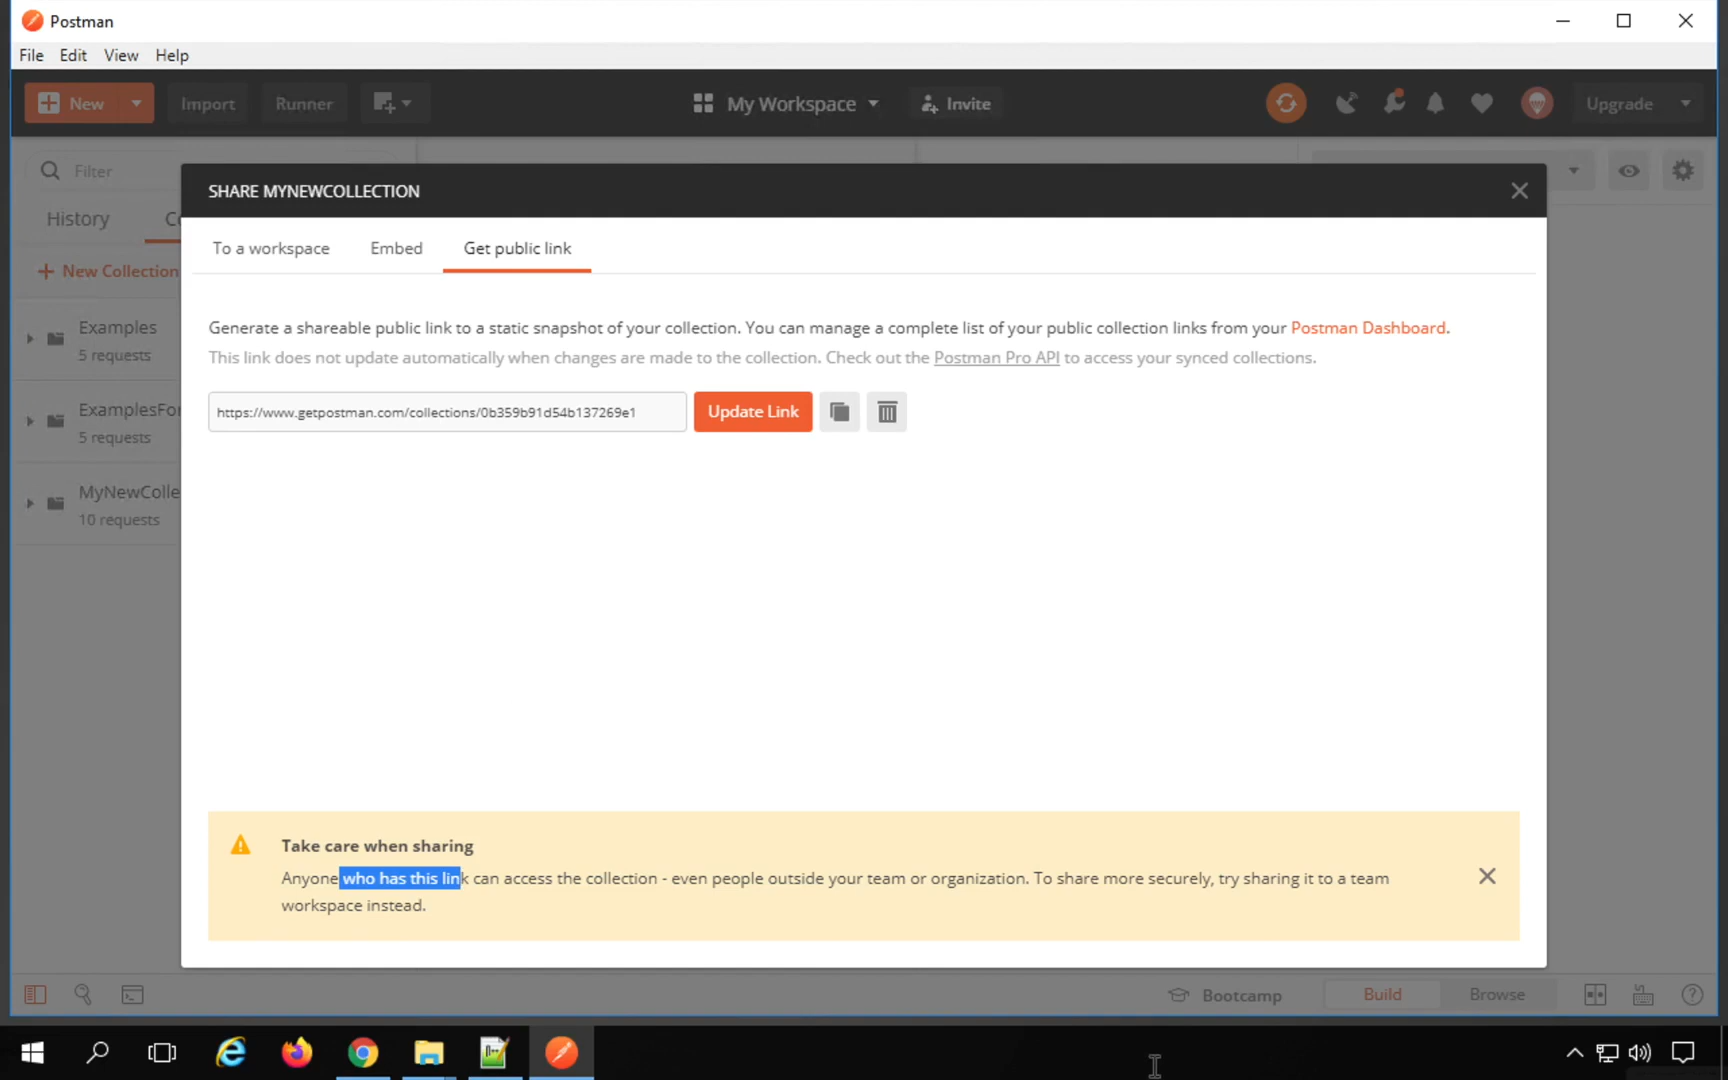 Postman
File Edit View Help
New Import Runner My Workspace Invite Upgrade
Filter
SHARE MYNEWCOLLECTION
History
To a workspace Embed Get public link
New Collection
Generate a shareable public link to a static snapshot of your collection. You can manage a complete list of your public collection links from your Postman Dashboard.
This link does not update automatically when changes are made to the collection. Check out the Postman Pro API to access your synced collections.
Examples
5 requests
ExamplesFor
5 requests
MyNewColle
10 requests
https://www.getpostman.com/collections/0b359b91d54b137269e1 Update Link
Take care when sharing
Anyone who has this link can access the collection - even people outside your team or organization. To share more securely, try sharing it to a team
workspace instead.
Bootcamp Build Browse